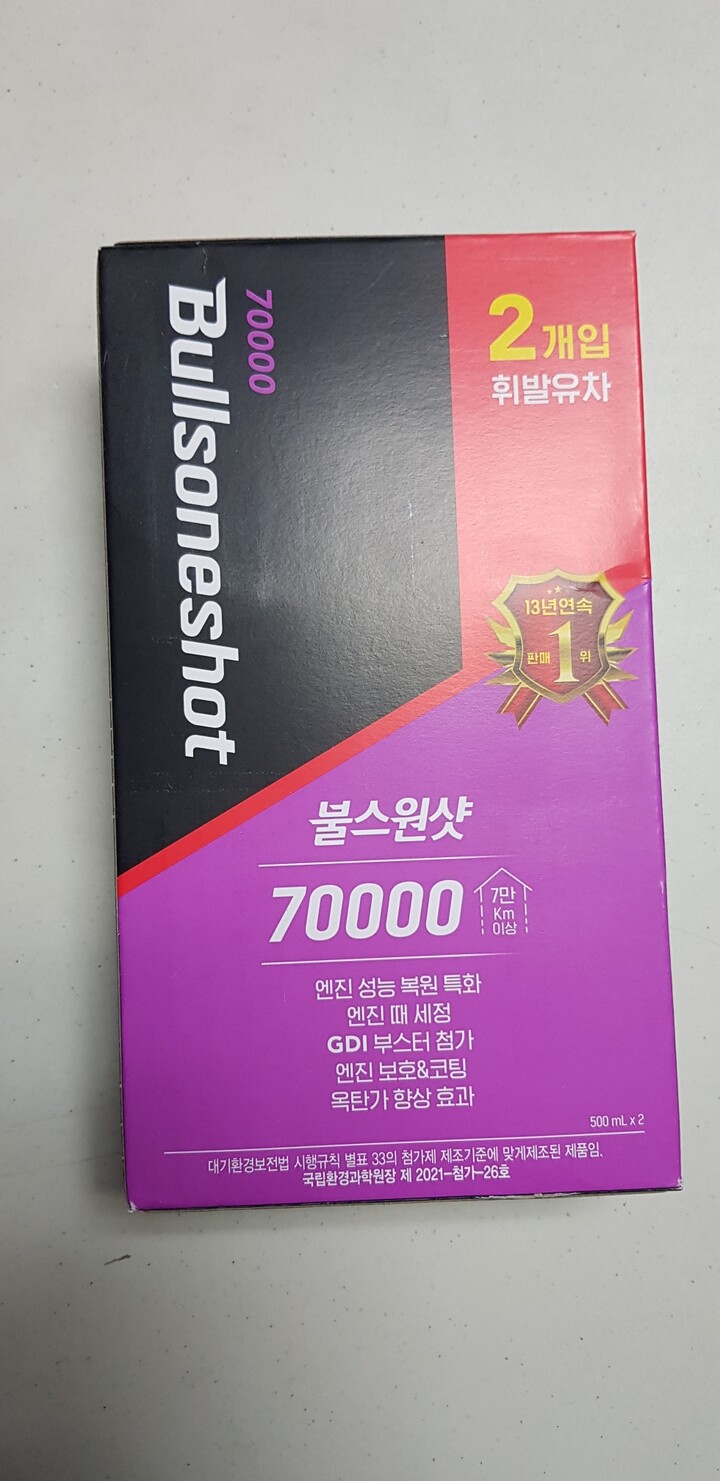 70000
Bullsoneshot
2개입
휘발유차
13년연속
판매 1 위
불스원샷
70000
7만
Km
이상
엔진 성능 복원 특화
엔진 때 세정
GDI 부스터 첨가
엔진 보호&코팅
옥탄가 향상 효과
500 mL x 2
대기환경보전법 시행규칙 별표 33의 첨가제 제조기준에 맞게제조된 제품임.
국립환경과학원장 제 2021-첨가-26호